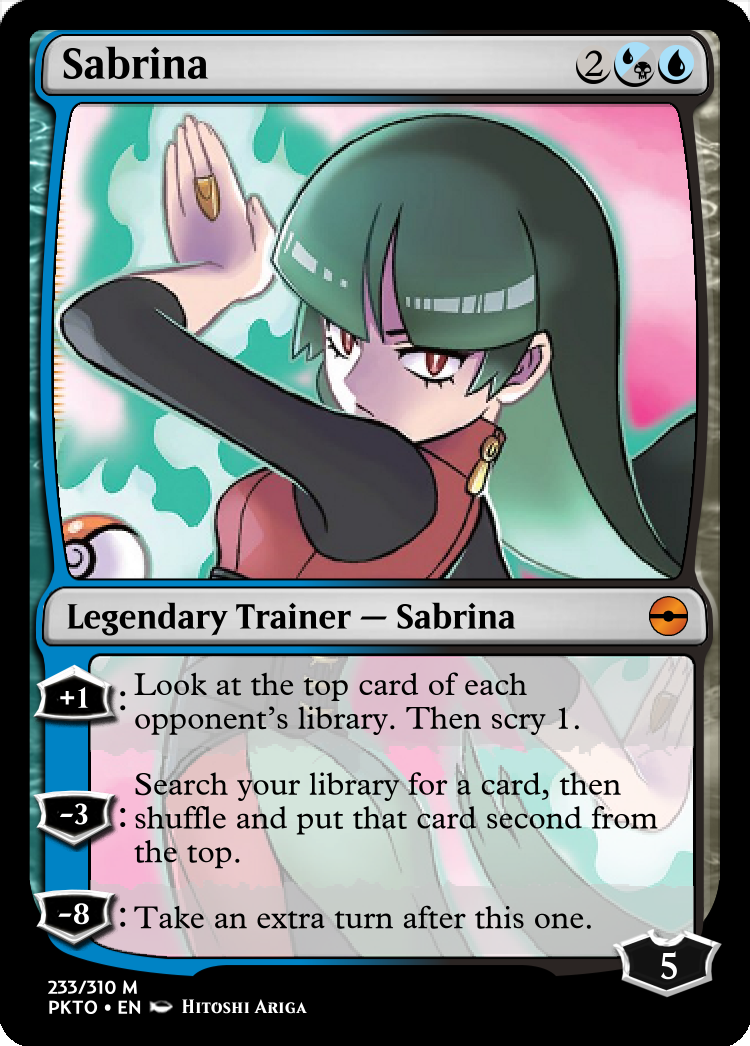 Sabrina 2
Legendary Trainer — Sabrina
+1 : Look at the top card of each
opponent's library. Then scry 1.
Search your library for a card, then
–3 : shuffle and put that card second from
the top.
–8 : Take an extra turn after this one.
5
233/310 M
PKTO • EN Hitoshi Ariga